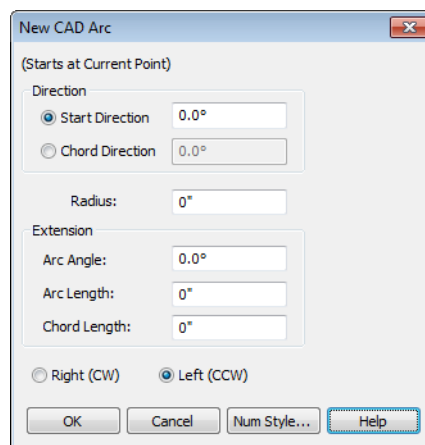 New CAD Arc
(Starts at Current Point)
Direction
Start Direction 0.0°
Chord Direction 0.0°
Radius: 0"
Extension
Arc Angle: 0.0°
Arc Length: 0"
Chord Length: 0"
Right (CW) Left (CCW)
OK Cancel Num Style... Help